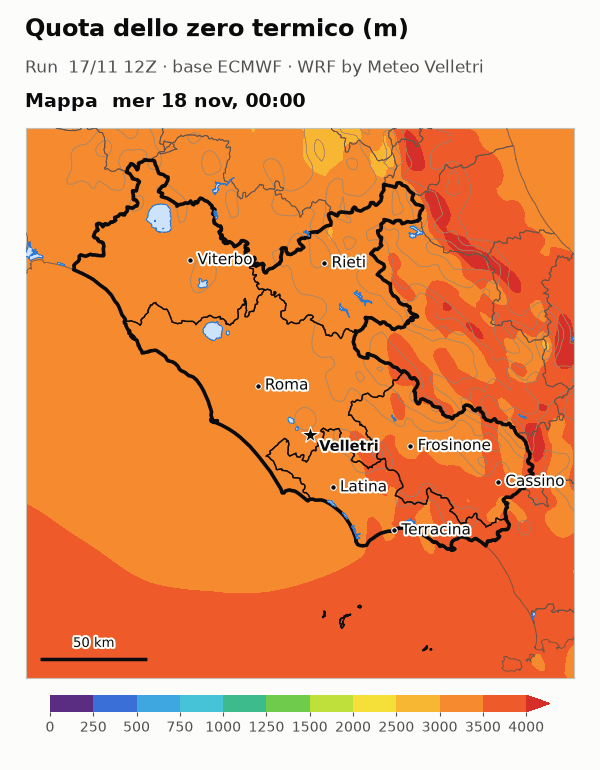 Quota dello zero termico (m)
Run  17/11 12Z · base ECMWF · WRF by Meteo Velletri
Mappa  mer 18 nov, 00:00
Viterbo
Rieti
Roma
Velletri
Frosinone
Cassino
Latina
Terracina
50 km
0 250 500 750 1000 1250 1500 2000 2500 3000 3500 4000